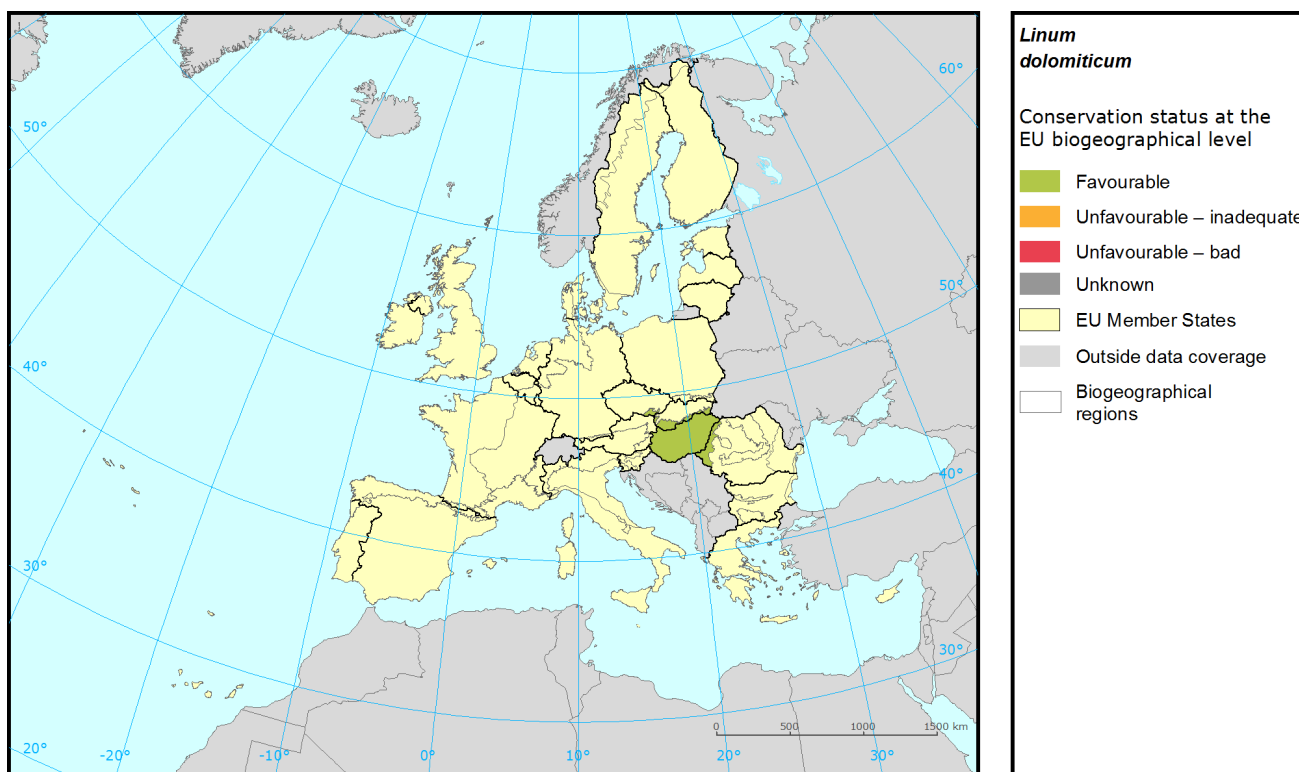 Linum
dolomiticum
Conservation status at the
EU biogeographical level
Favourable
Unfavourable – inadequate
Unfavourable – bad
Unknown
EU Member States
Outside data coverage
Biogeographical
regions
60°
50°
50°
40°
40°
30°
30°
20°
-20°
-10°
0°
10°
20°
30°
0
500
1000
1500 km